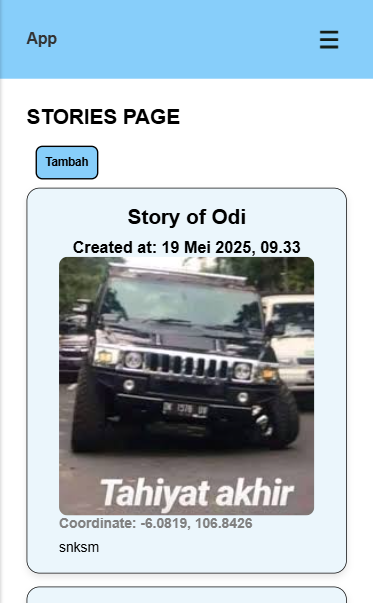 App
STORIES PAGE
Tambah
Story of Odi
Created at: 19 Mei 2025, 09.33
Tahiyat akhir
Coordinate: -6.0819, 106.8426
snksm